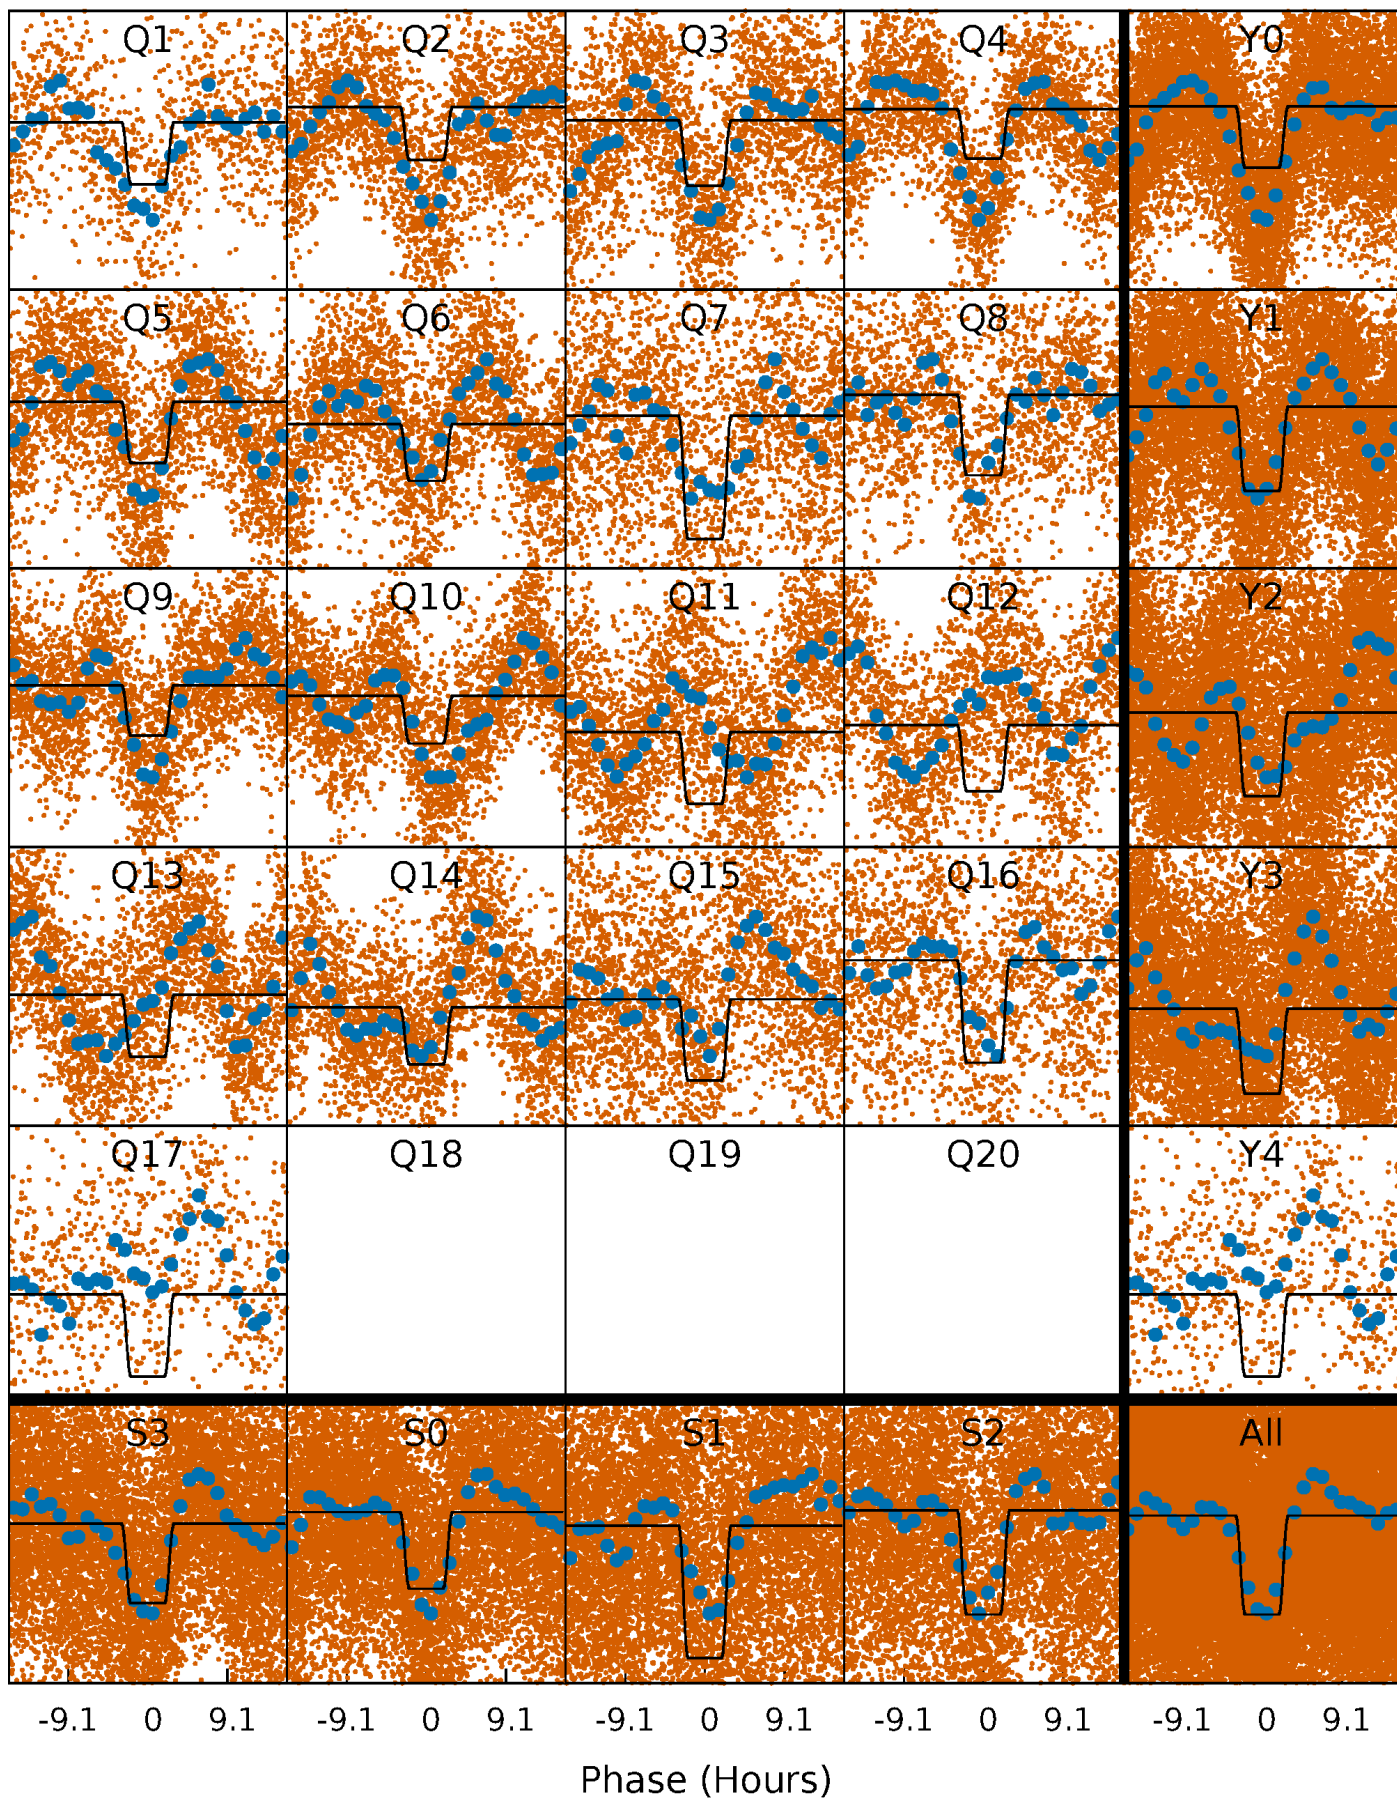 Q1 Q2 Q3 Q4 Y0
Q5 Q6 Q7 Q8 Y1
Q9 Q10 Q11 Q12 Y2
Q13 Q14 Q15 Q16 Y3
Q17 Q18 Q19 Q20 Y4
S3 S0 S1 S2 All
-9.1 0 9.1 -9.1 0 9.1 -9.1 0 9.1 -9.1 0 9.1 -9.1 0 9.1
Phase (Hours)